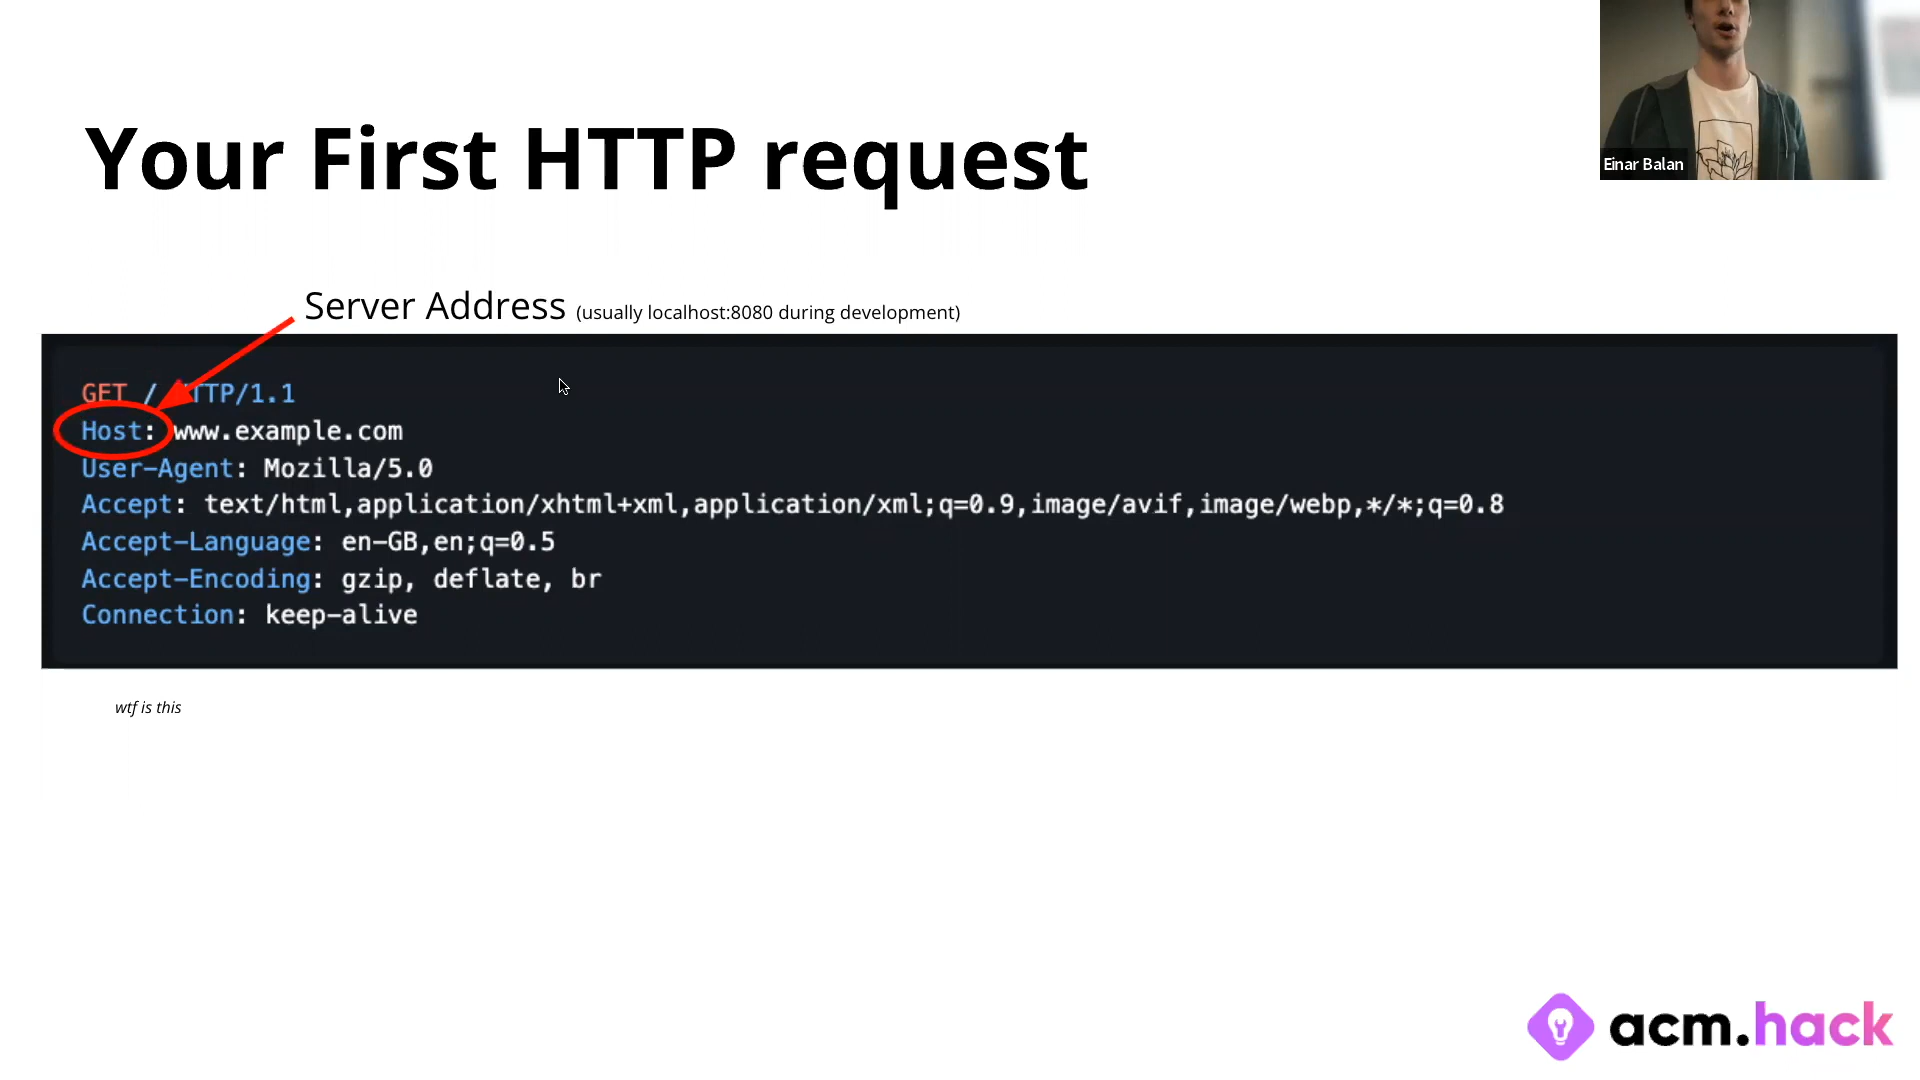 Einar Balan
Your First HTTP request
Server Address (usually localhost:8080 during development)
GET / TTP/1.1
Host: www.example.com
User-Agent: Mozilla/5.0
Accept: text/html,application/xhtml+xml,application/xml;q=0.9,image/avif,image/webp,*/*;q=0.8
Accept-Language: en-GB,en;q=0.5
Accept-Encoding: gzip, deflate, br
Connection: keep-alive
wtf is this
acm.hack